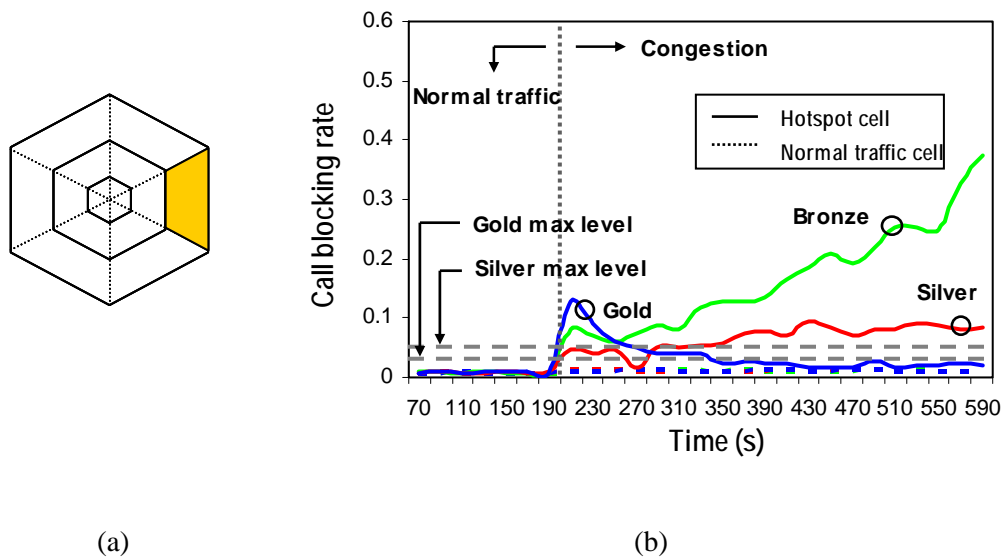 0.6
0.5
0.4
0.3
0.2
0.1
0
Call blocking rate
Congestion
Normal traffic
Hotspot cell
Normal traffic cell
Gold max level
Silver max level
Bronze
Silver
Gold
70 110 150 190 230 270 310 350 390 430 470 510 550 590
Time (s)
(a)
(b)